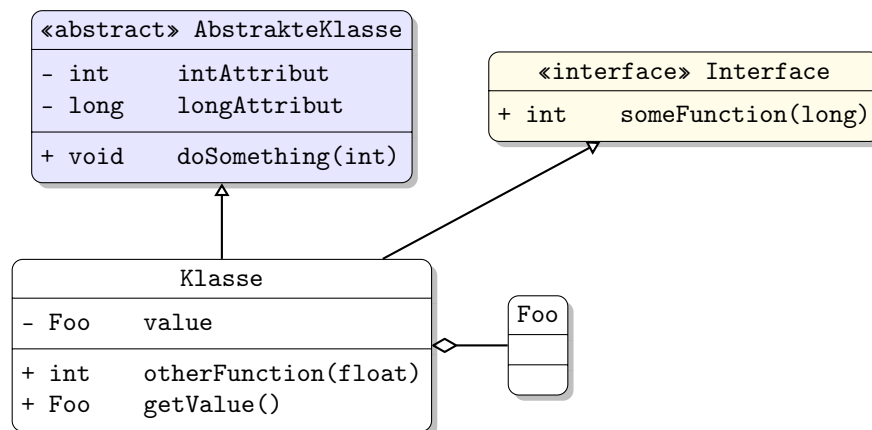 «abstract» AbstrakteKlasse
- int intAttribut
- long longAttribut
+ void doSomething(int)
«interface» Interface
+ int someFunction(long)
Klasse
- Foo value
+ int otherFunction(float)
+ Foo getValue()
Foo